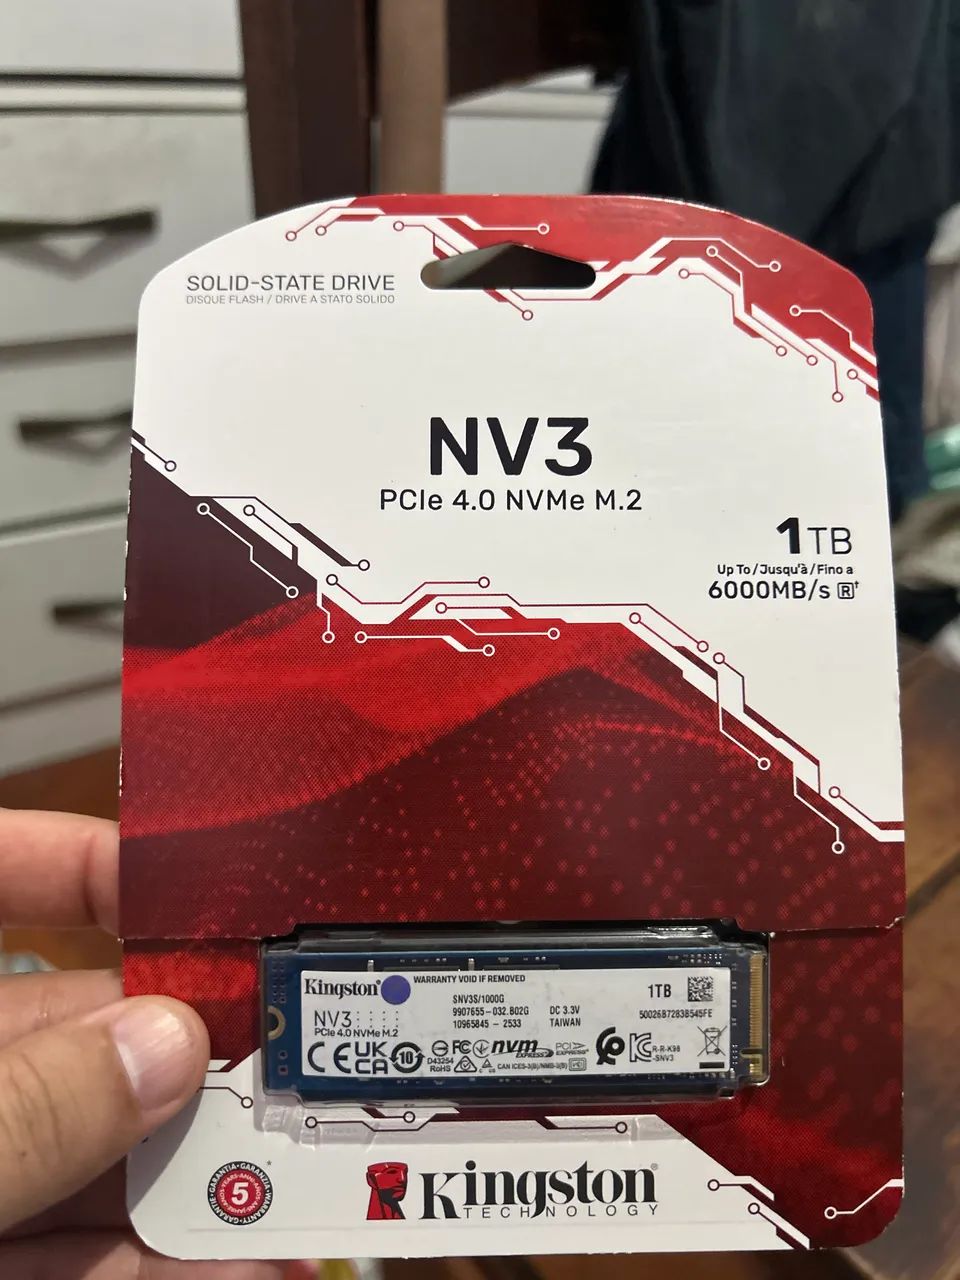 SOLID-STATE DRIVE
DISQUE FLASH / DRIVE A STATO SOLIDO
NV3
PCIe 4.0 NVMe M.2
1TB
Up To / Jusqu'à / Fino a
6000MB/s R†
Kingston
WARRANTY VOID IF REMOVED
SNV3S/1000G
1TB
9907655-032.B02G
DC 3.3V
50026B7283B545FE
NV3
10965845 - 2533
TAIWAN
PCIe 4.0 NVMe M.2
CE UK CA
10
D43254
RoHS
FC
nvm
EXPRESS
PCI
EXPRESS
CAN ICES-3(B)/NMB-3(B)
R-R-K98
-SNV3
5
Kingston®
TECHNOLOGY